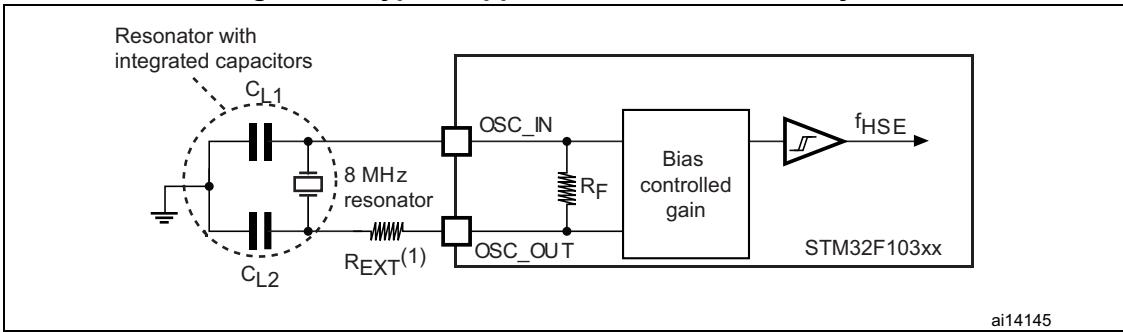 Resonator with
integrated capacitors
CL1
OSC_IN
fHSE
8 MHz
resonator
RF
Bias
controlled
gain
REXT(1)
OSC_OUT
STM32F103xx
CL2
ai14145